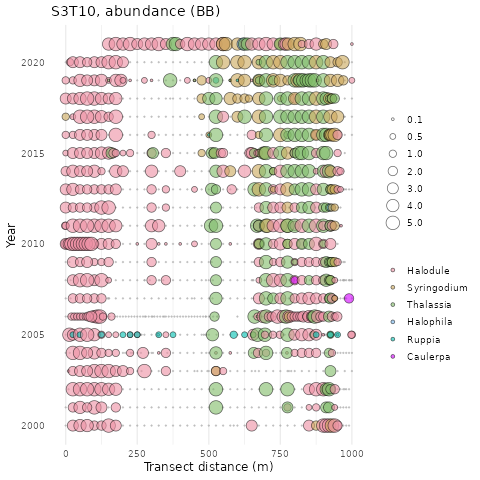 S3T10, abundance (BB)
2020
2015
2010
2005
2000
Year
0
250
500
750
1000
Transect distance (m)
0.1
0.5
1.0
2.0
3.0
4.0
5.0
Halodule
Syringodium
Thalassia
Halophila
Ruppia
Caulerpa